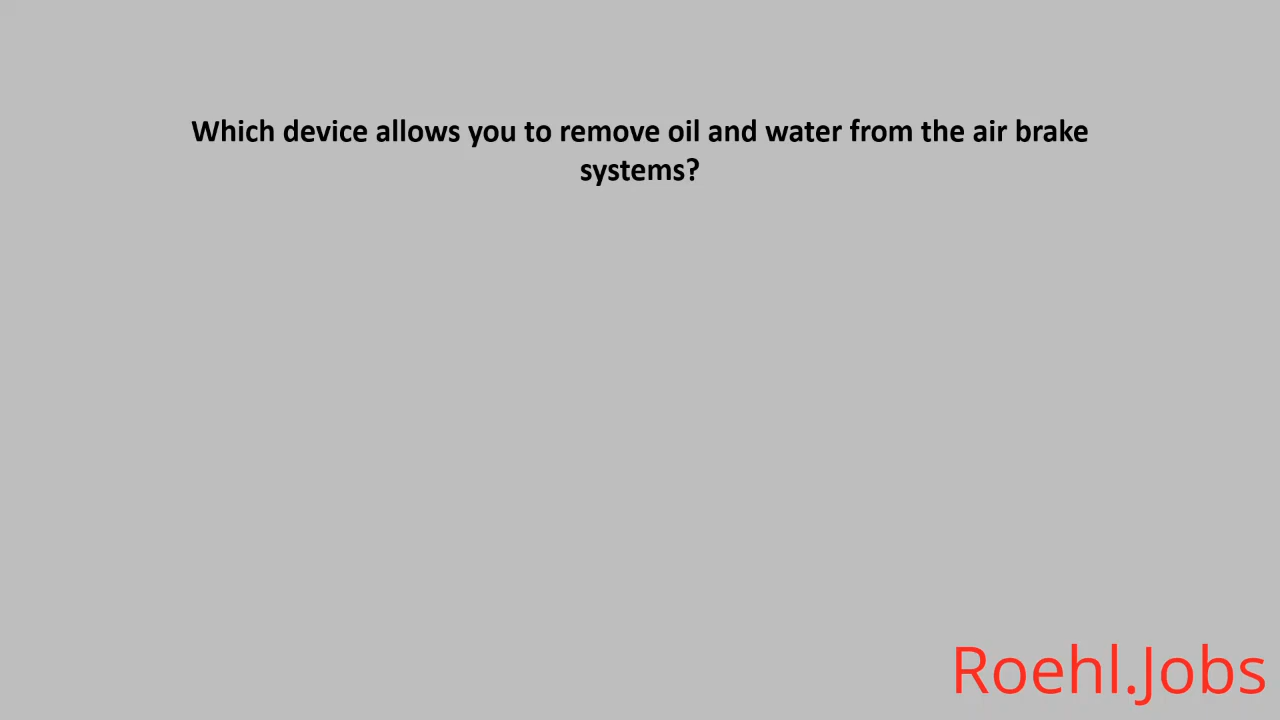 Which device allows you to remove oil and water from the air brake
systems?
Roehl.Jobs